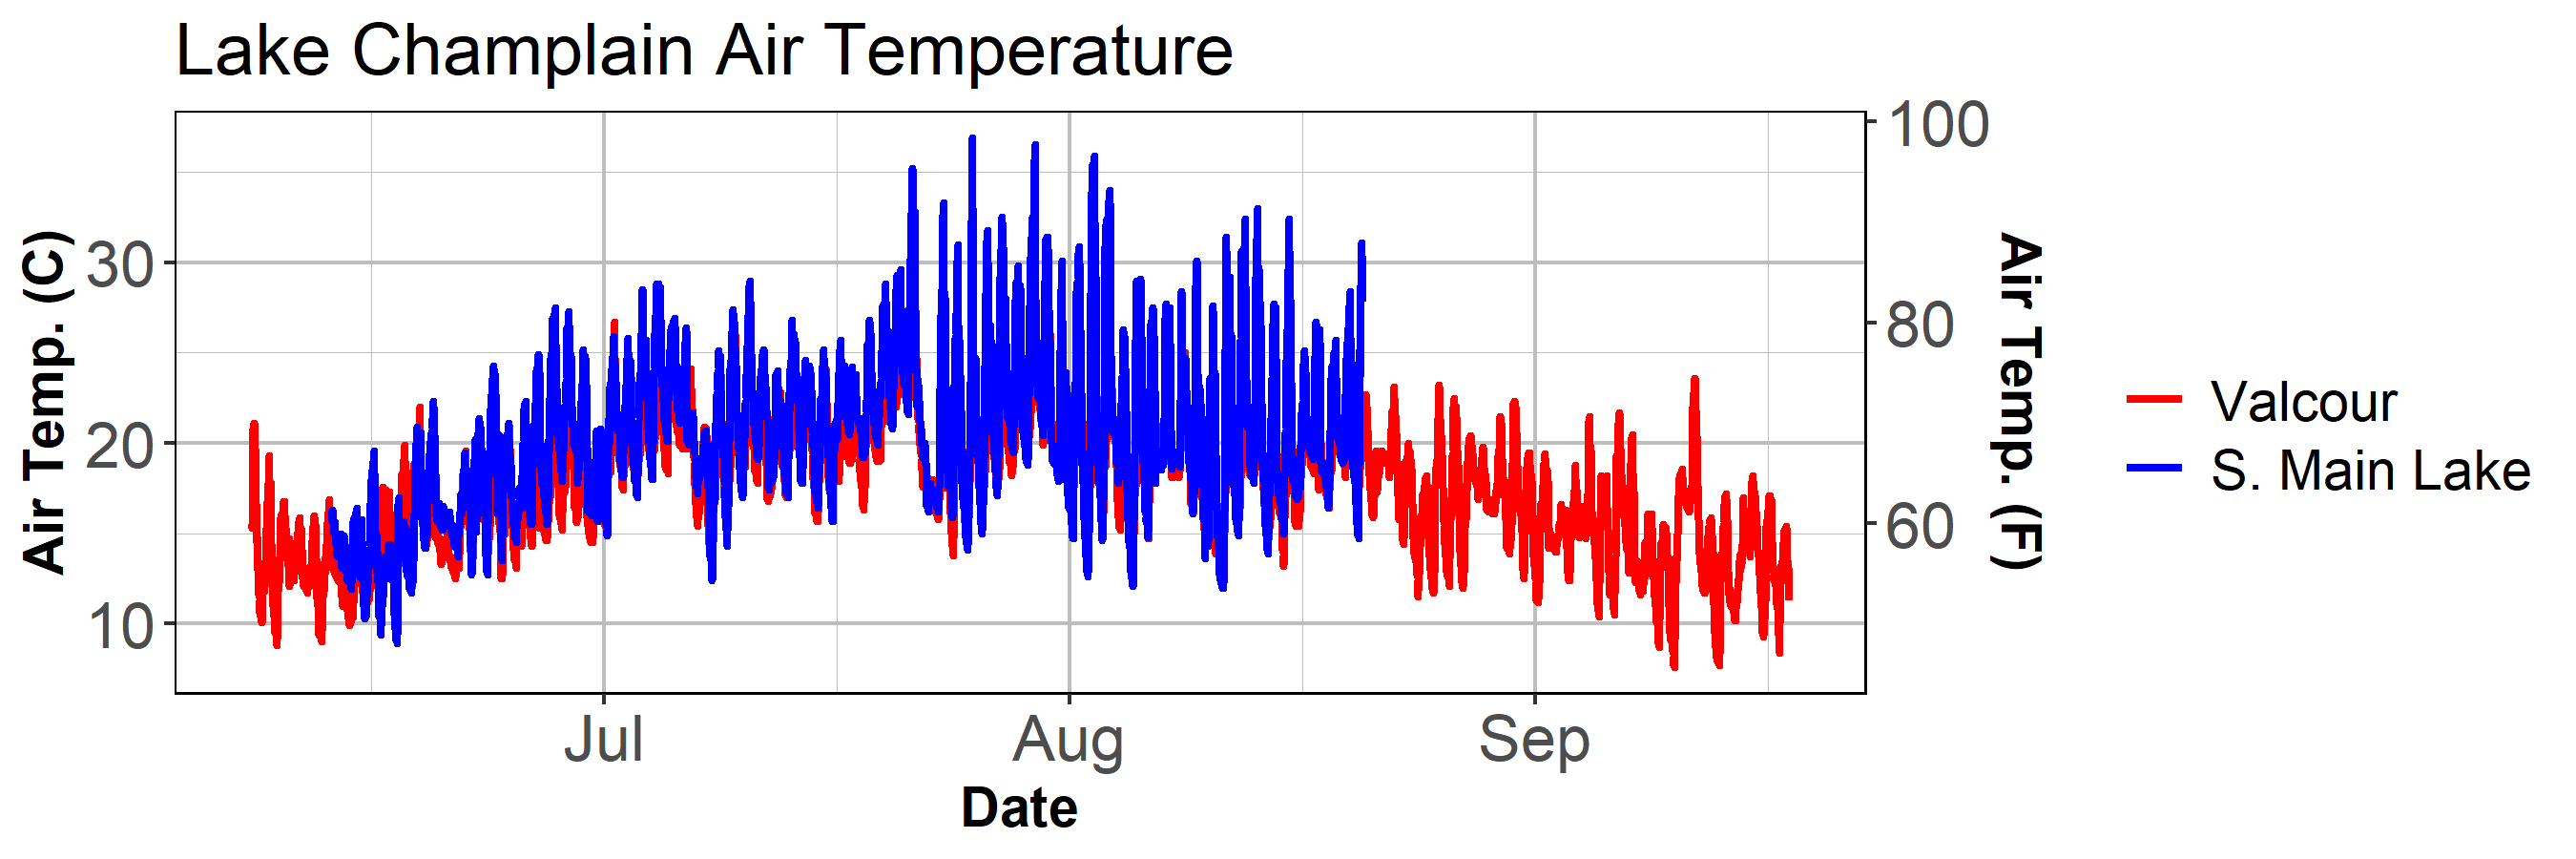 Lake Champlain Air Temperature
Air Temp. (C)
30
20
10
100
80
60
Air Temp. (F)
Jul
Aug
Sep
Date
Valcour
S. Main Lake